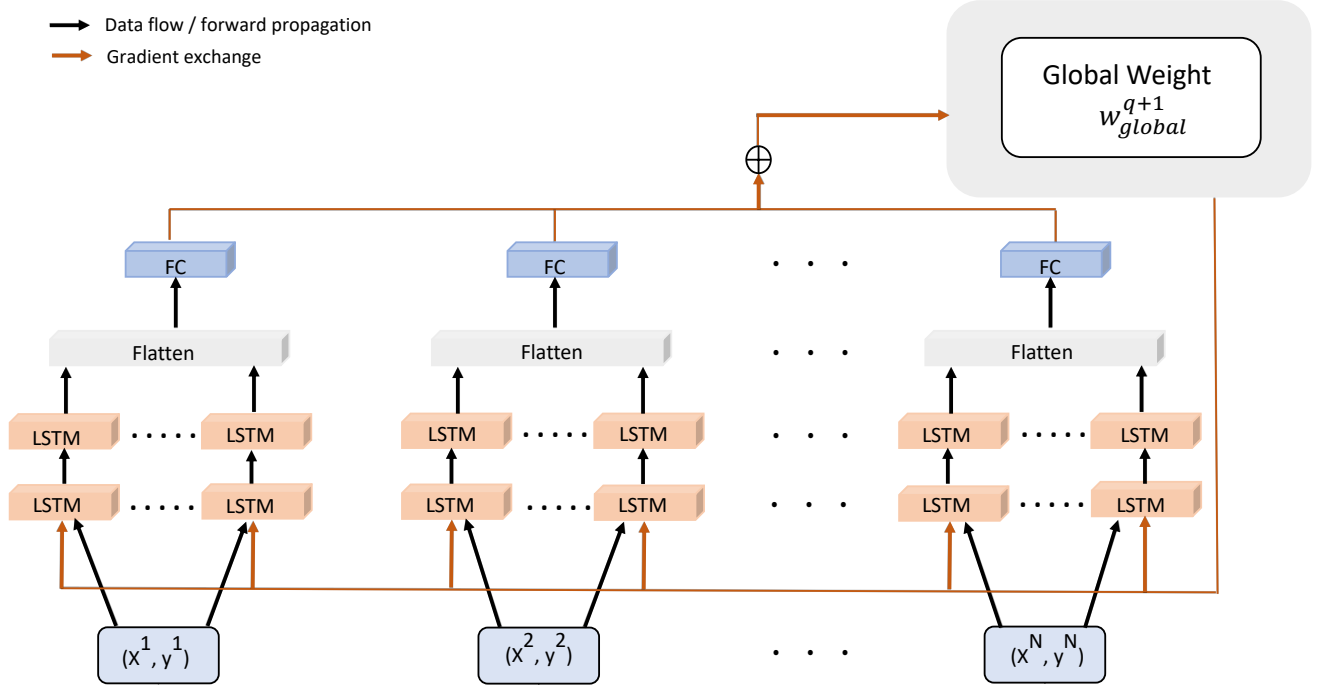 Data flow / forward propagation
Gradient exchange
Global Weight
w_{global}^{q+1}
FC FC . . . FC
Flatten Flatten . . . Flatten
LSTM ..... LSTM LSTM ..... LSTM . . . LSTM ..... LSTM
LSTM ..... LSTM LSTM ..... LSTM . . . LSTM ..... LSTM
(X^1, y^1) (X^2, y^2) . . . (X^N, y^N)